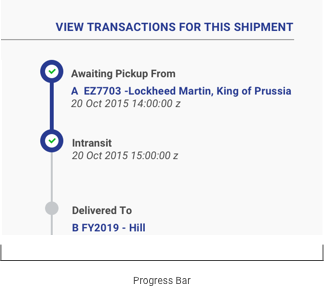 VIEW TRANSACTIONS FOR THIS SHIPMENT
Awaiting Pickup From
A EZ7703 -Lockheed Martin, King of Prussia
20 Oct 2015 14:00:00 z
Intransit
20 Oct 2015 15:00:00 z
Delivered To
B FY2019 - Hill
Progress Bar